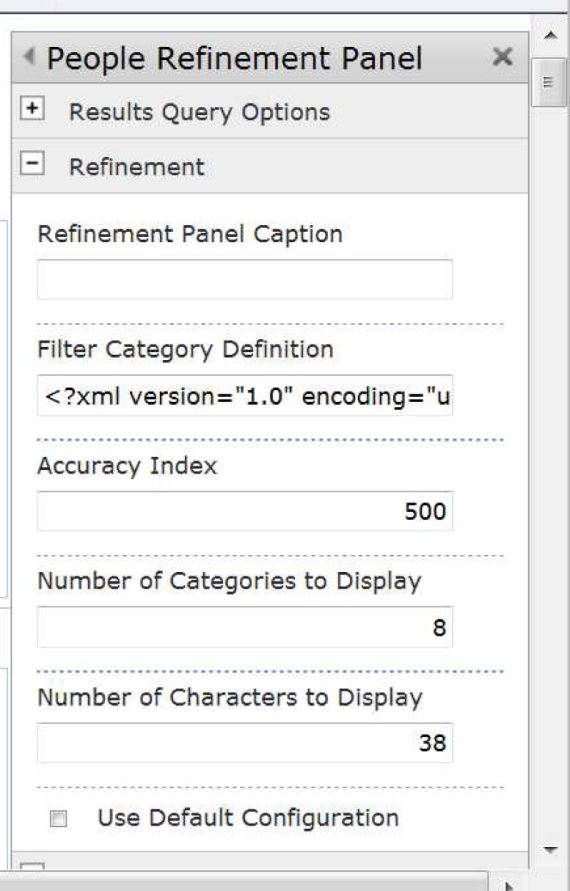 People Refinement Panel
Results Query Options
Refinement
Refinement Panel Caption
Filter Category Definition
<?xml version="1.0" encoding="u
Accuracy Index
500
Number of Categories to Display
8
Number of Characters to Display
38
Use Default Configuration